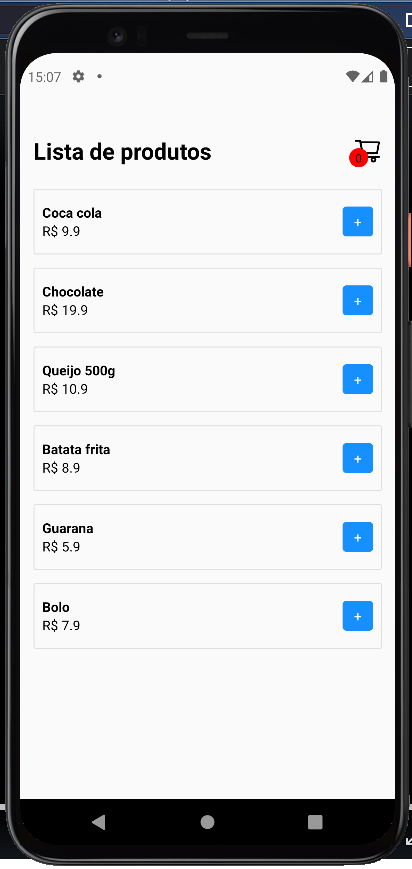 15:07
Lista de produtos
0
Coca cola
R$ 9.9
+
Chocolate
R$ 19.9
+
Queijo 500g
R$ 10.9
+
Batata frita
R$ 8.9
+
Guarana
R$ 5.9
+
Bolo
R$ 7.9
+